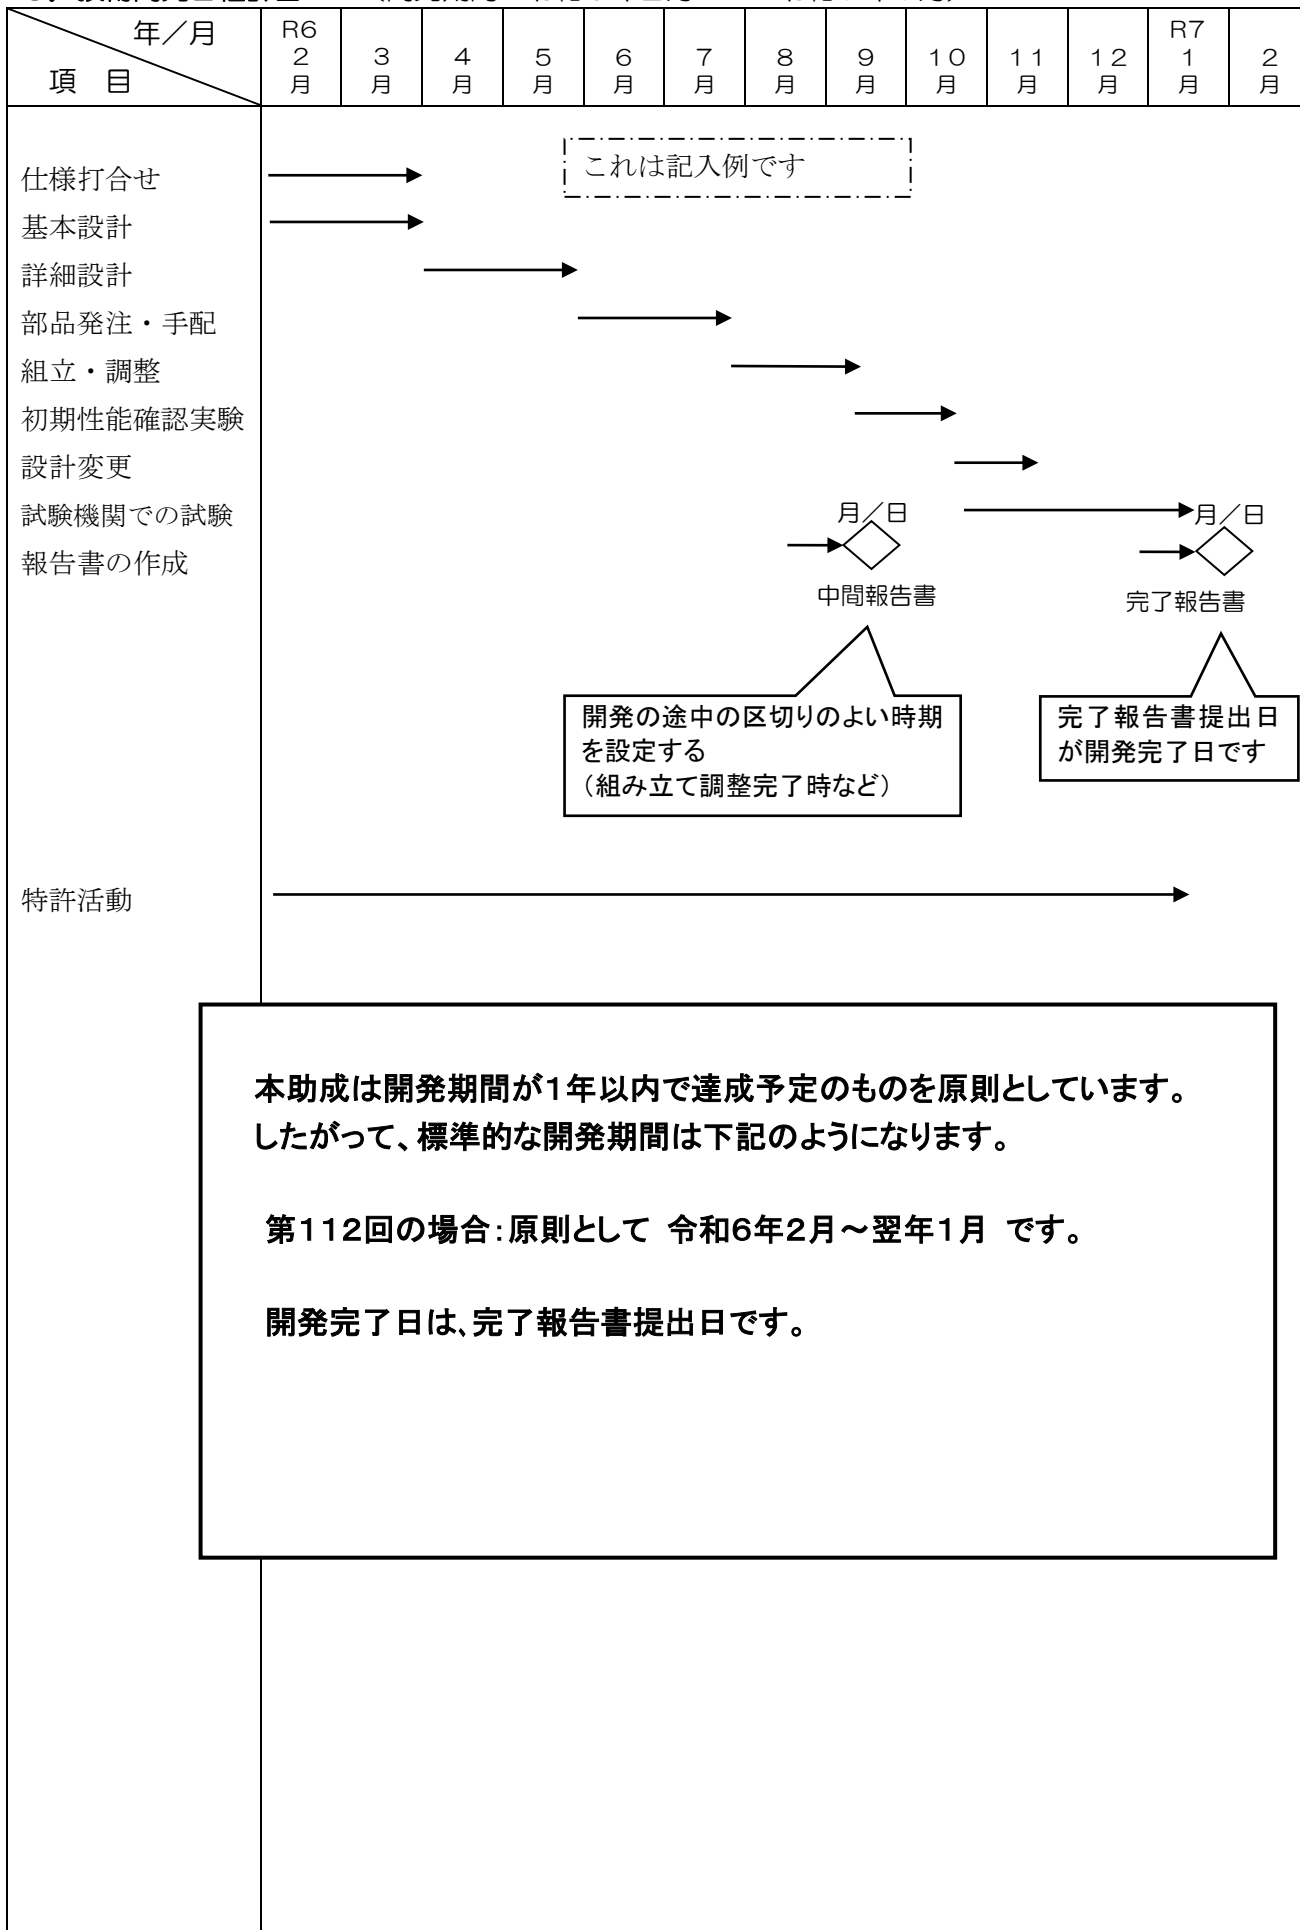 年／月
項 目
R6
2
月
3
月
4
月
5
月
6
月
7
月
8
月
9
月
10
月
11
月
12
月
R7
1
月
2
月
これは記入例です
仕様打合せ
基本設計
詳細設計
部品発注・手配
組立・調整
初期性能確認実験
設計変更
試験機関での試験
月／日
月／日
報告書の作成
中間報告書
完了報告書
開発の途中の区切りのよい時期
を設定する
（組み立て調整完了時など）
完了報告書提出日
が開発完了日です
特許活動
本助成は開発期間が１年以内で達成予定のものを原則としています。
したがって、標準的な開発期間は下記のようになります。
第１１２回の場合：原則として 令和６年２月～翌年１月 です。
開発完了日は、完了報告書提出日です。